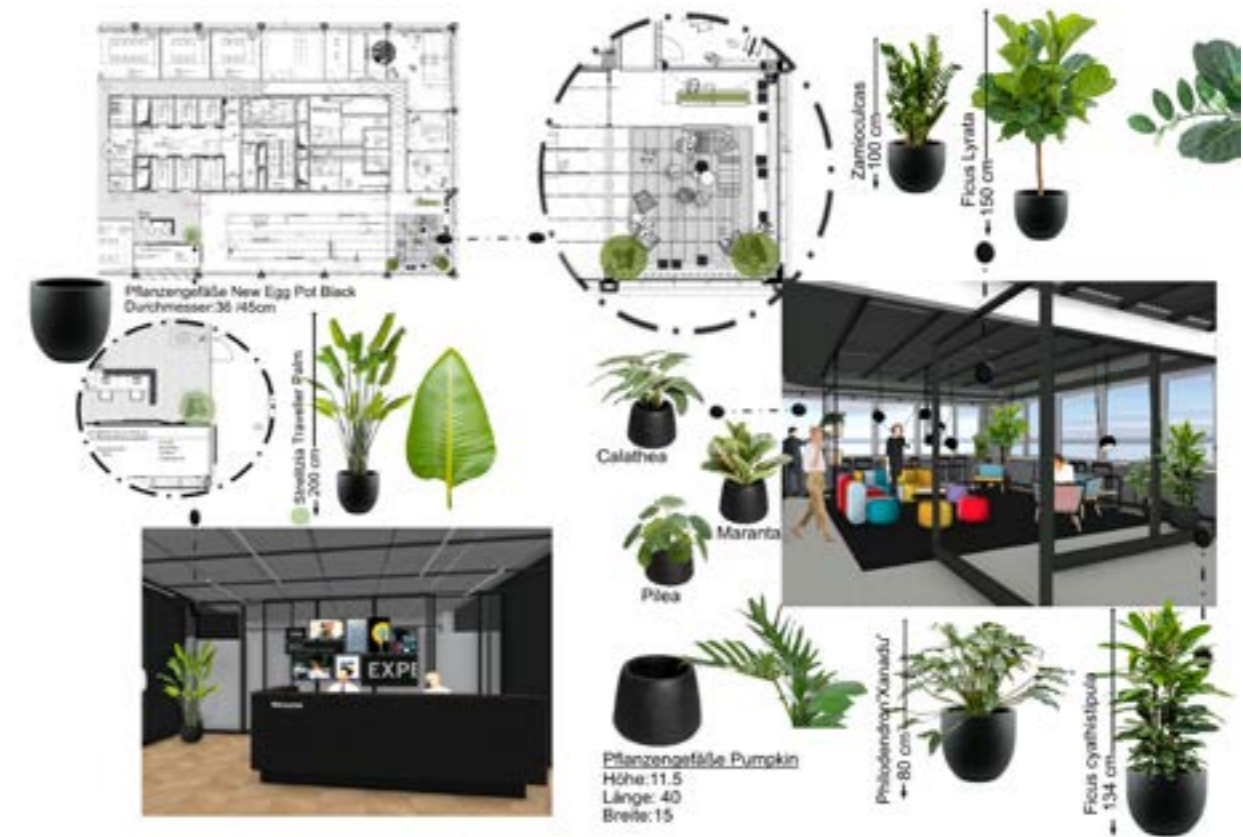 Zamioculcas
100 cm
Ficus Lyrata
150 cm
Pflanzengefäße New Egg Pot Black
Durchmesser:36 /45cm
Strelitzia Traveller Palm
200 cm
Calathea
Maranta
Pilea
EXPE
Pflanzengefäße Pumpkin
Höhe:11.5
Länge: 40
Breite:15
Philodendron'Xanadu'
80 cm
Ficus cyathistipula
134 cm